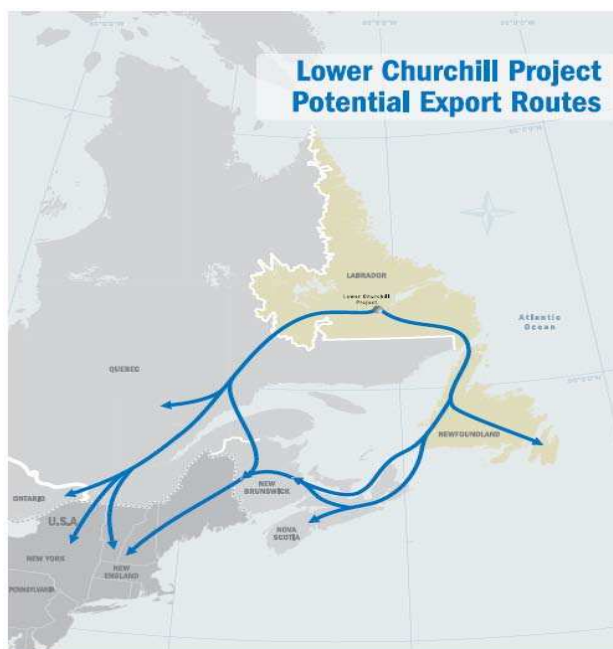 Lower Churchill Project
Potential Export Routes
LABRADOR
Lower Churchill
Project
Atlantic
Ocean
QUEBEC
NEWFOUNDLAND
ONTARIO
NEW
BRUNSWICK
U.S.A.
NOVA
SCOTIA
NEW YORK
NEW
ENGLAND
PENNSYLVANIA